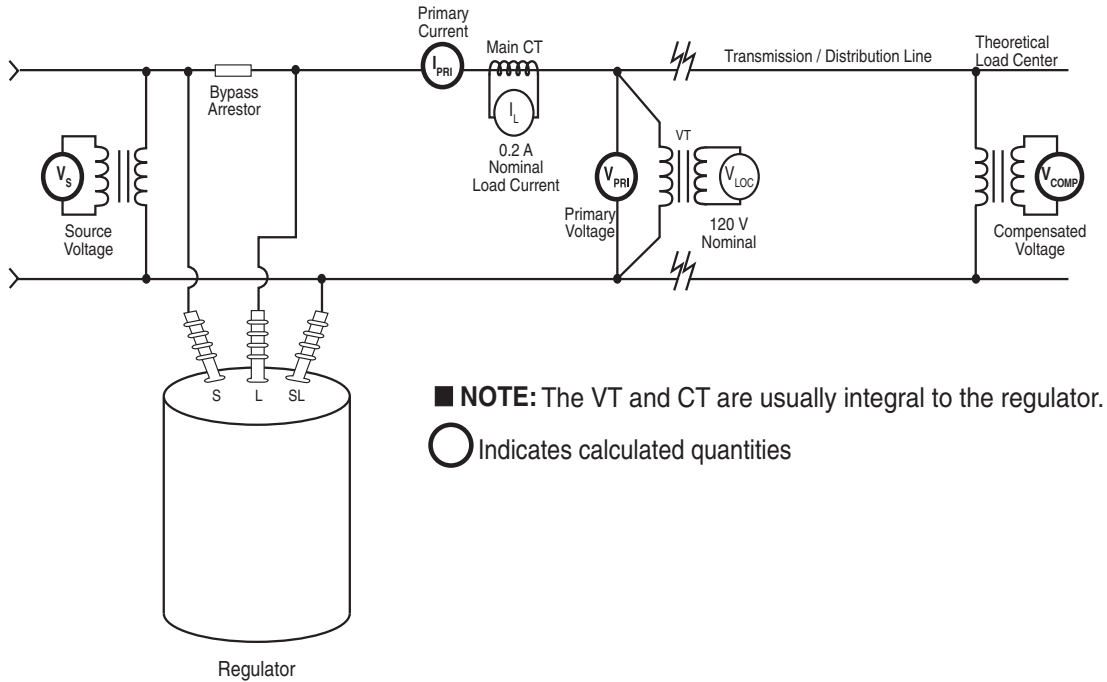 Primary
Current
I PRI
Main CT
I L
0.2 A
Nominal
Load Current
Bypass
Arrestor
Transmission / Distribution Line
Theoretical
Load Center
V S
Source
Voltage
V PRI
Primary
Voltage
VT
V LOC
120 V
Nominal
V COMP
Compensated
Voltage
S
L
SL
■ NOTE: The VT and CT are usually integral to the regulator.
Indicates calculated quantities
Regulator